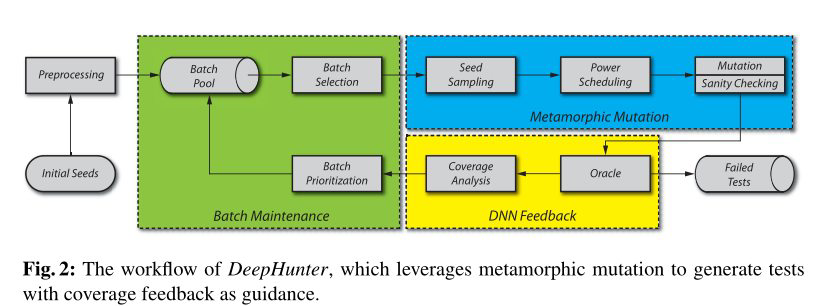 Preprocessing
Batch
Pool
Batch
Selection
Seed
Sampling
Power
Scheduling
Mutation
Sanity Checking
Metamorphic Mutation
Initial Seeds
Batch
Prioritization
Coverage
Analysis
Oracle
Failed
Tests
Batch Maintenance
DNN Feedback
Fig. 2: The workflow of DeepHunter, which leverages metamorphic mutation to generate tests
with coverage feedback as guidance.